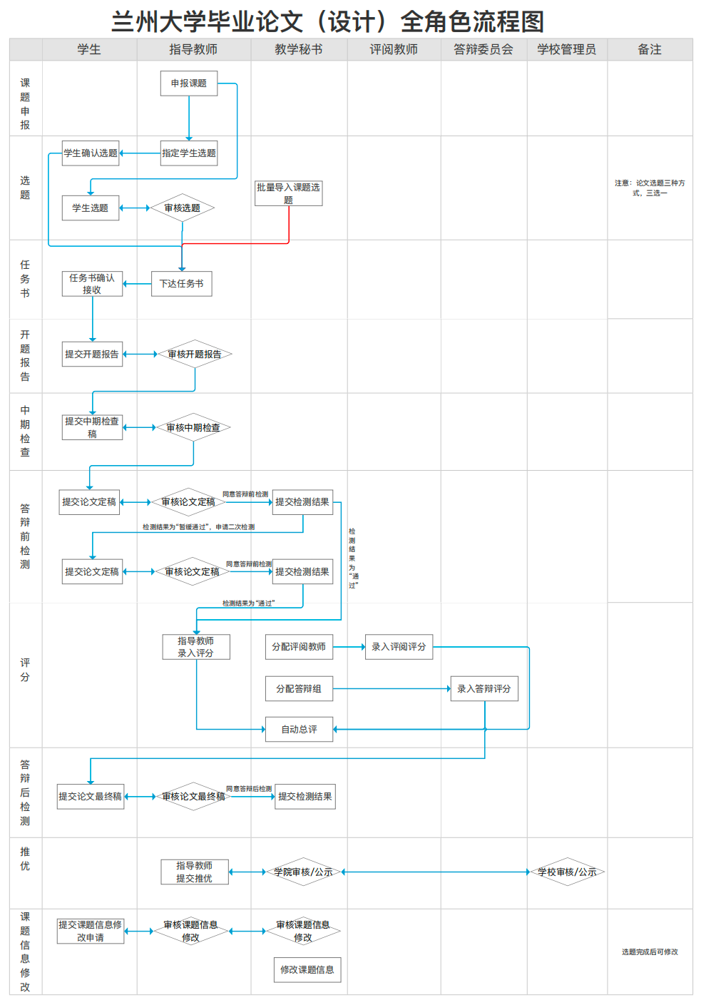 兰州大学毕业论文（设计）全角色流程图
学生
指导教师
教学秘书
评阅教师
答辩委员会
学校管理员
备注
课
题
申
报
申报课题
选
题
学生确认选题
指定学生选题
批量导入课题选
题
学生选题
审核选题
注意：论文选题三种方
式，三选一
任
务
书
任务书确认
接收
下达任务书
开
题
报
告
提交开题报告
审核开题报告
中
期
检
查
提交中期检查
稿
审核中期检查
答
辩
前
检
测
提交论文定稿
审核论文定稿
同意答辩前检测
提交检测结果
检测结果为“暂缓通过”，申请二次检测
检
测
结
果
为
“通
过”
提交论文定稿
审核论文定稿
同意答辩前检测
提交检测结果
检测结果为“通过”
评
分
指导教师
录入评分
分配评阅教师
录入评阅评分
分配答辩组
录入答辩评分
自动总评
答
辩
后
检
测
提交论文最终稿
审核论文最终稿
同意答辩后检测
提交检测结果
推
优
指导教师
提交推优
学院审核/公示
学校审核/公示
课
题
信
息
修
改
提交课题信息修
改申请
审核课题信息
修改
审核课题信息
修改
修改课题信息
选题完成后可修改